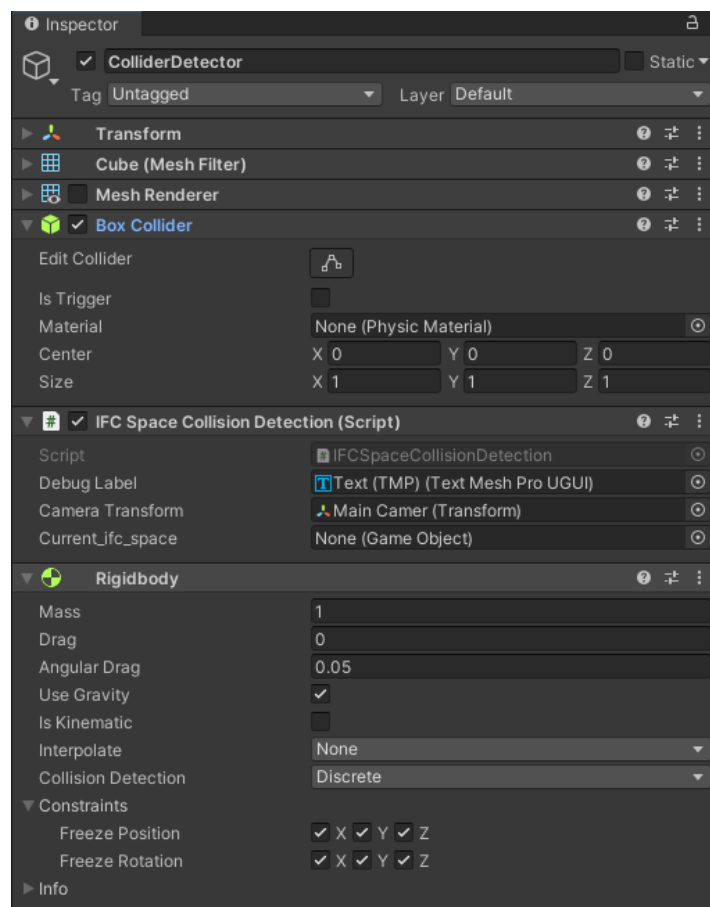 Inspector
ColliderDetector Static
Tag Untagged Layer Default
Transform
Cube (Mesh Filter)
Mesh Renderer
Box Collider
Edit Collider
Is Trigger
Material None (Physic Material)
Center X 0 Y 0 Z 0
Size X 1 Y 1 Z 1
# IFC Space Collision Detection (Script)
Script # IFCSpaceCollisionDetection
Debug Label T Text (TMP) (Text Mesh Pro UGUI)
Camera Transform Main Camer (Transform)
Current_ifc_space None (Game Object)
Rigidbody
Mass 1
Drag 0
Angular Drag 0.05
Use Gravity
Is Kinematic
Interpolate None
Collision Detection Discrete
Constraints
Freeze Position X Y Z
Freeze Rotation X Y Z
Info